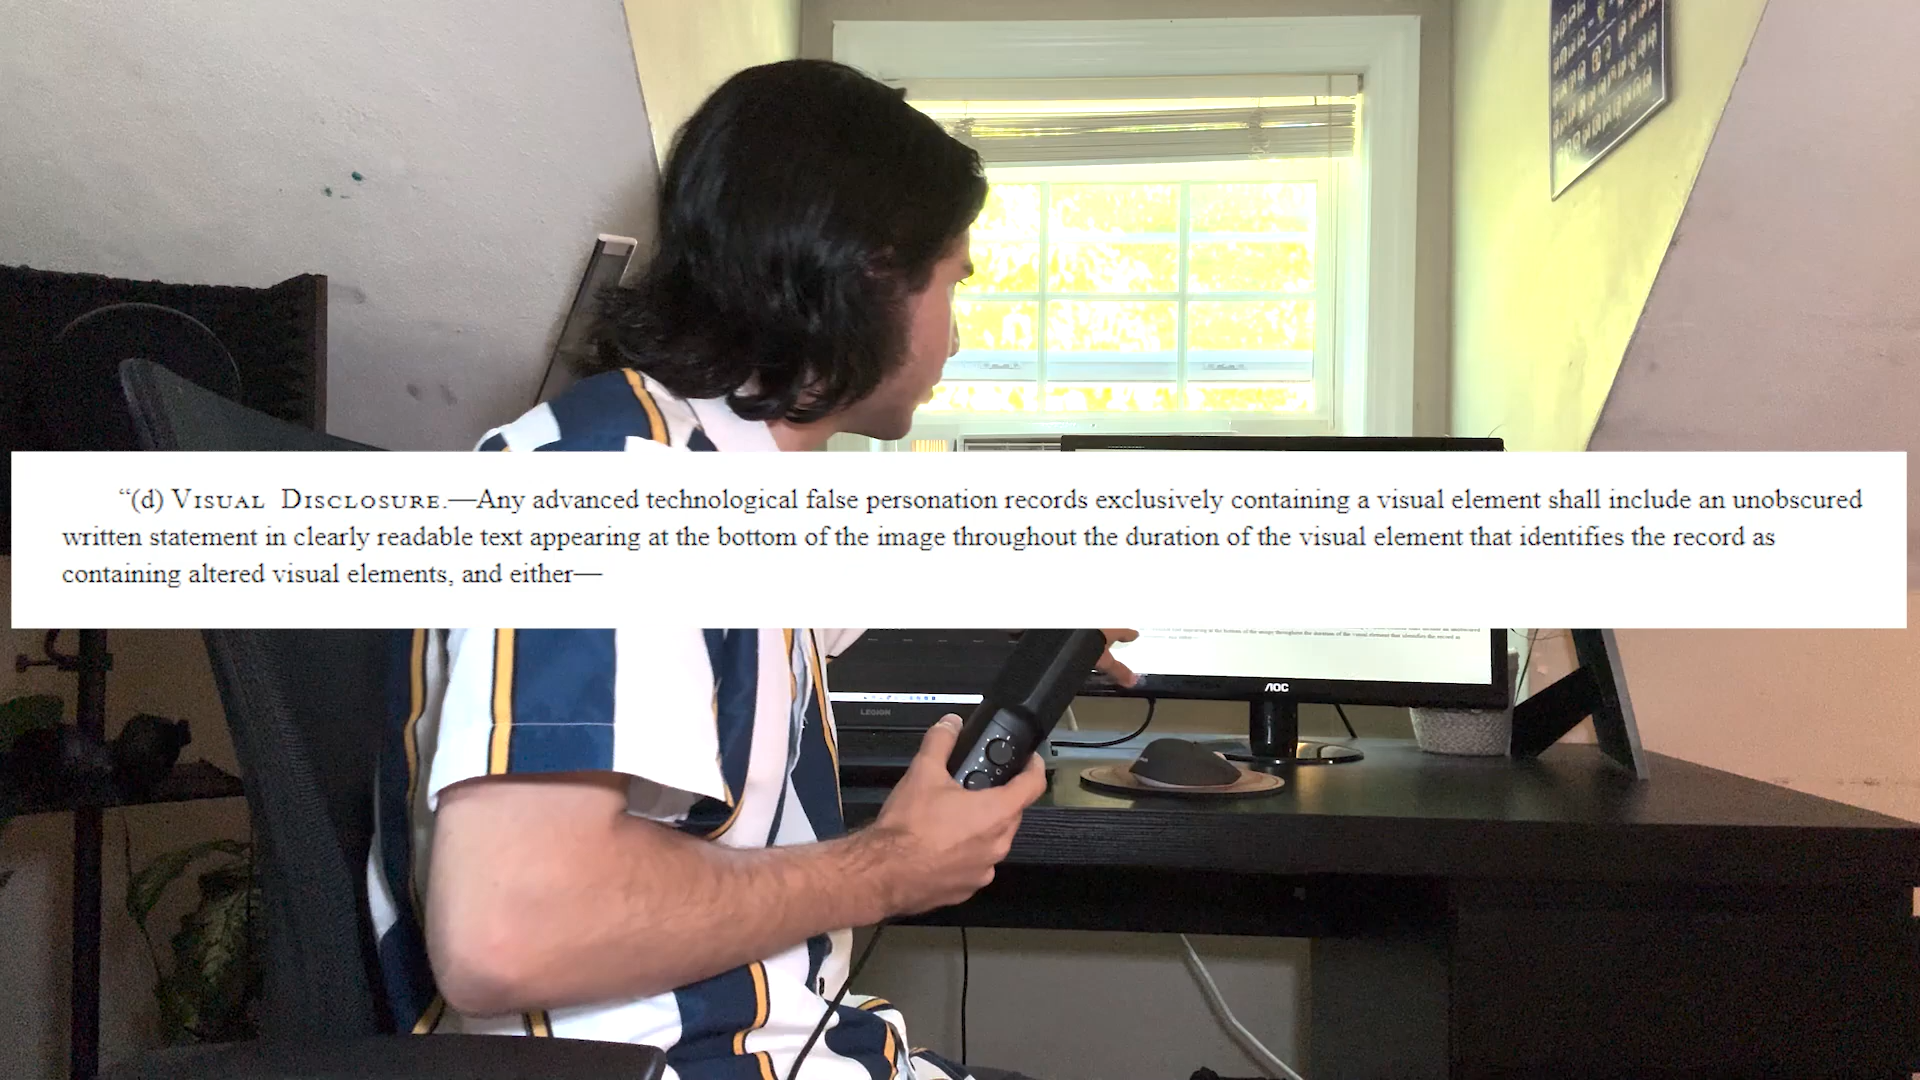 “(d) VISUAL DISCLOSURE.—Any advanced technological false personation records exclusively containing a visual element shall include an unobscured
written statement in clearly readable text appearing at the bottom of the image throughout the duration of the visual element that identifies the record as
containing altered visual elements, and either—
AOC
LEGION